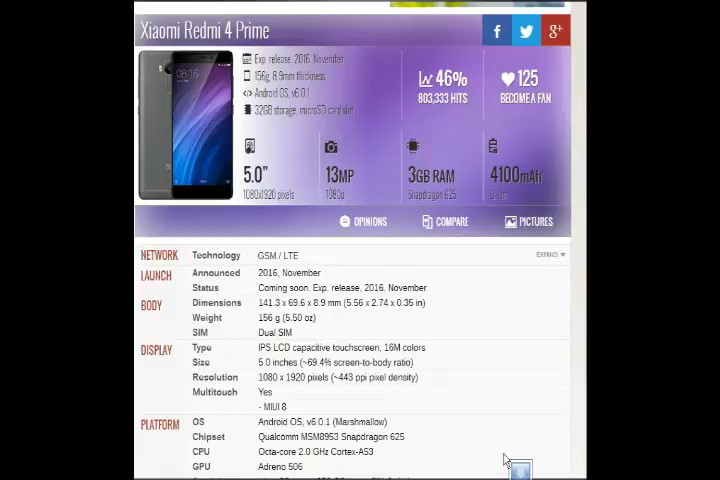 Xiaomi Redmi 4 Prime
f
g+
Exp. release, 2016, November
156g, 8.9mm thickness
Android OS, v6.0.1
32GB storage, microSD card slot
46%
803,333 HITS
125
BECOME A FAN
08:16
5.0"
1080x1920 pixels
13MP
1080p
3GB RAM
Snapdragon 625
4100mAh
Li-Ion
OPINIONS
COMPARE
PICTURES
NETWORK Technology GSM / LTE EXPAND
LAUNCH Announced 2016, November
Status Coming soon. Exp. release, 2016, November
BODY Dimensions 141.3 x 69.6 x 8.9 mm (5.56 x 2.74 x 0.35 in)
Weight 156 g (5.50 oz)
SIM Dual SIM
DISPLAY Type IPS LCD capacitive touchscreen, 16M colors
Size 5.0 inches (~69.4% screen-to-body ratio)
Resolution 1080 x 1920 pixels (~443 ppi pixel density)
Multitouch Yes
- MIUI 8
PLATFORM OS Android OS, v6.0.1 (Marshmallow)
Chipset Qualcomm MSM8953 Snapdragon 625
CPU Octa-core 2.0 GHz Cortex-A53
GPU Adreno 506